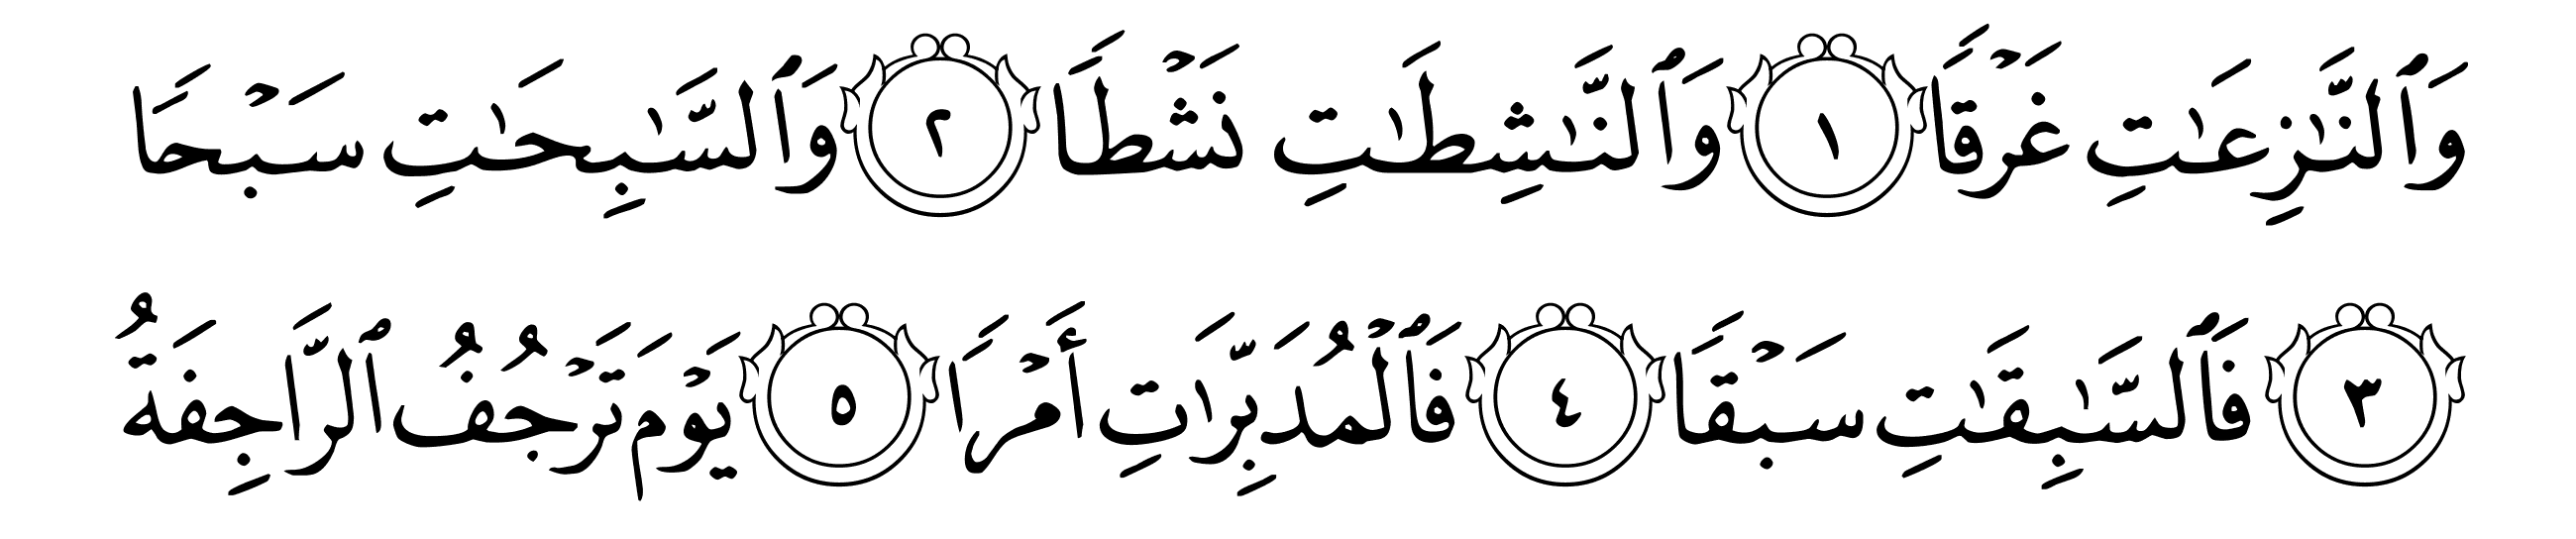 وَٱلنَّـٰزِعَـٰتِ غَرْقًا ١ وَٱلنَّـٰشِطَـٰتِ نَشْطًا ٢ وَٱلسَّـٰبِحَـٰتِ سَبْحًا
٣ فَٱلسَّـٰبِقَـٰتِ سَبْقًا ٤ فَٱلْمُدَبِّرَٰتِ أَمْرًا ٥ يَوْمَ تَرْجُفُ ٱلرَّاجِفَةُ